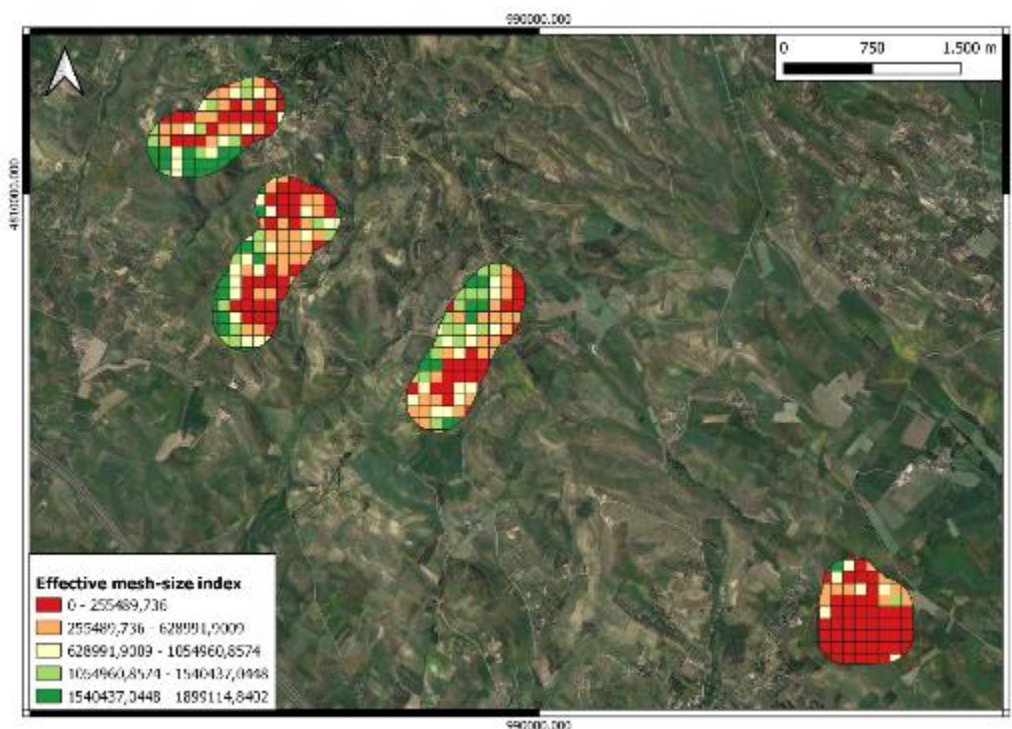 990000.000
0 750 1.500 m
4810000.000
Effective mesh-size index
0 - 255489,736
255489,736 - 628991,9009
628991,9009 - 1054960,8574
1054960,8574 - 1540437,0448
1540437,0448 - 1899114,8402
990000.000